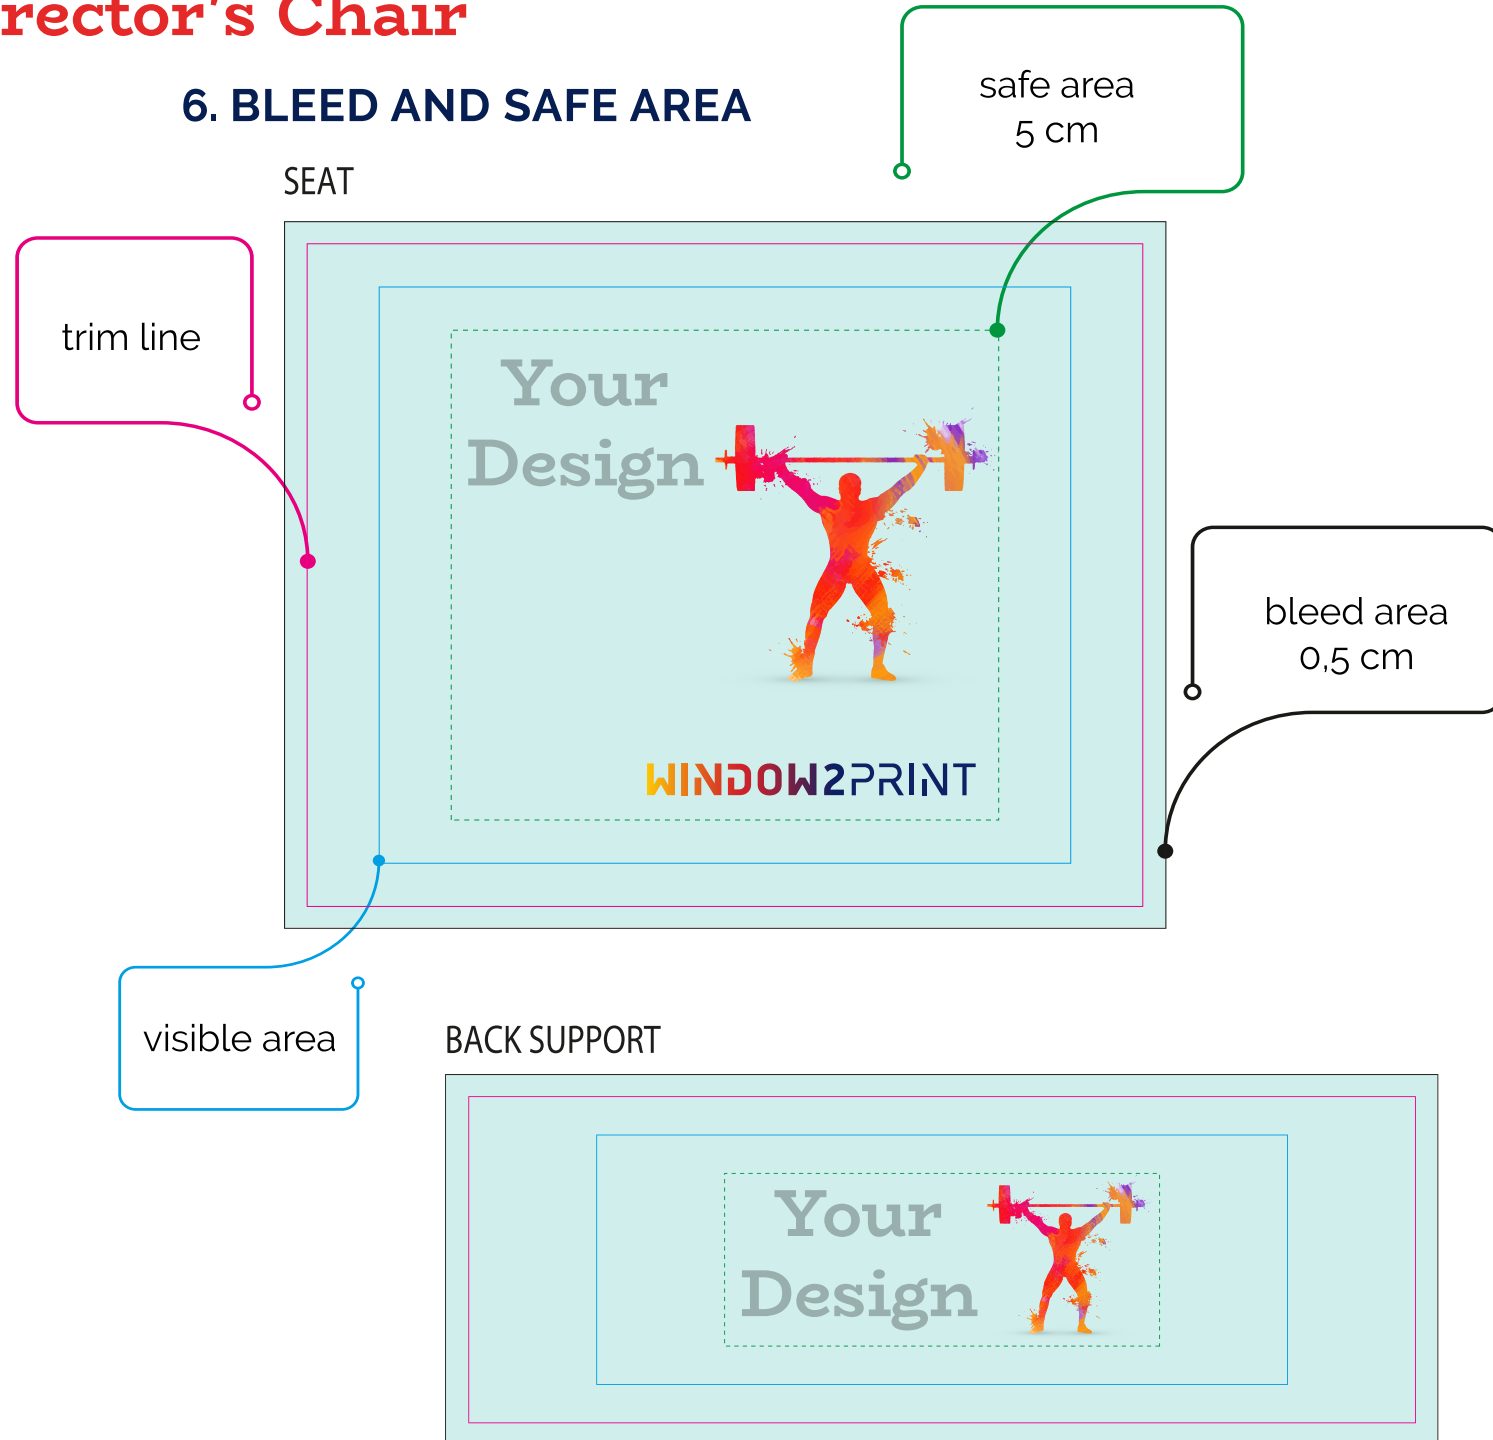 rector's Chair
6. BLEED AND SAFE AREA
safe area
5 cm
SEAT
trim line
Your
Design
bleed area
0,5 cm
WINDOW2PRINT
visible area
BACK SUPPORT
Your
Design